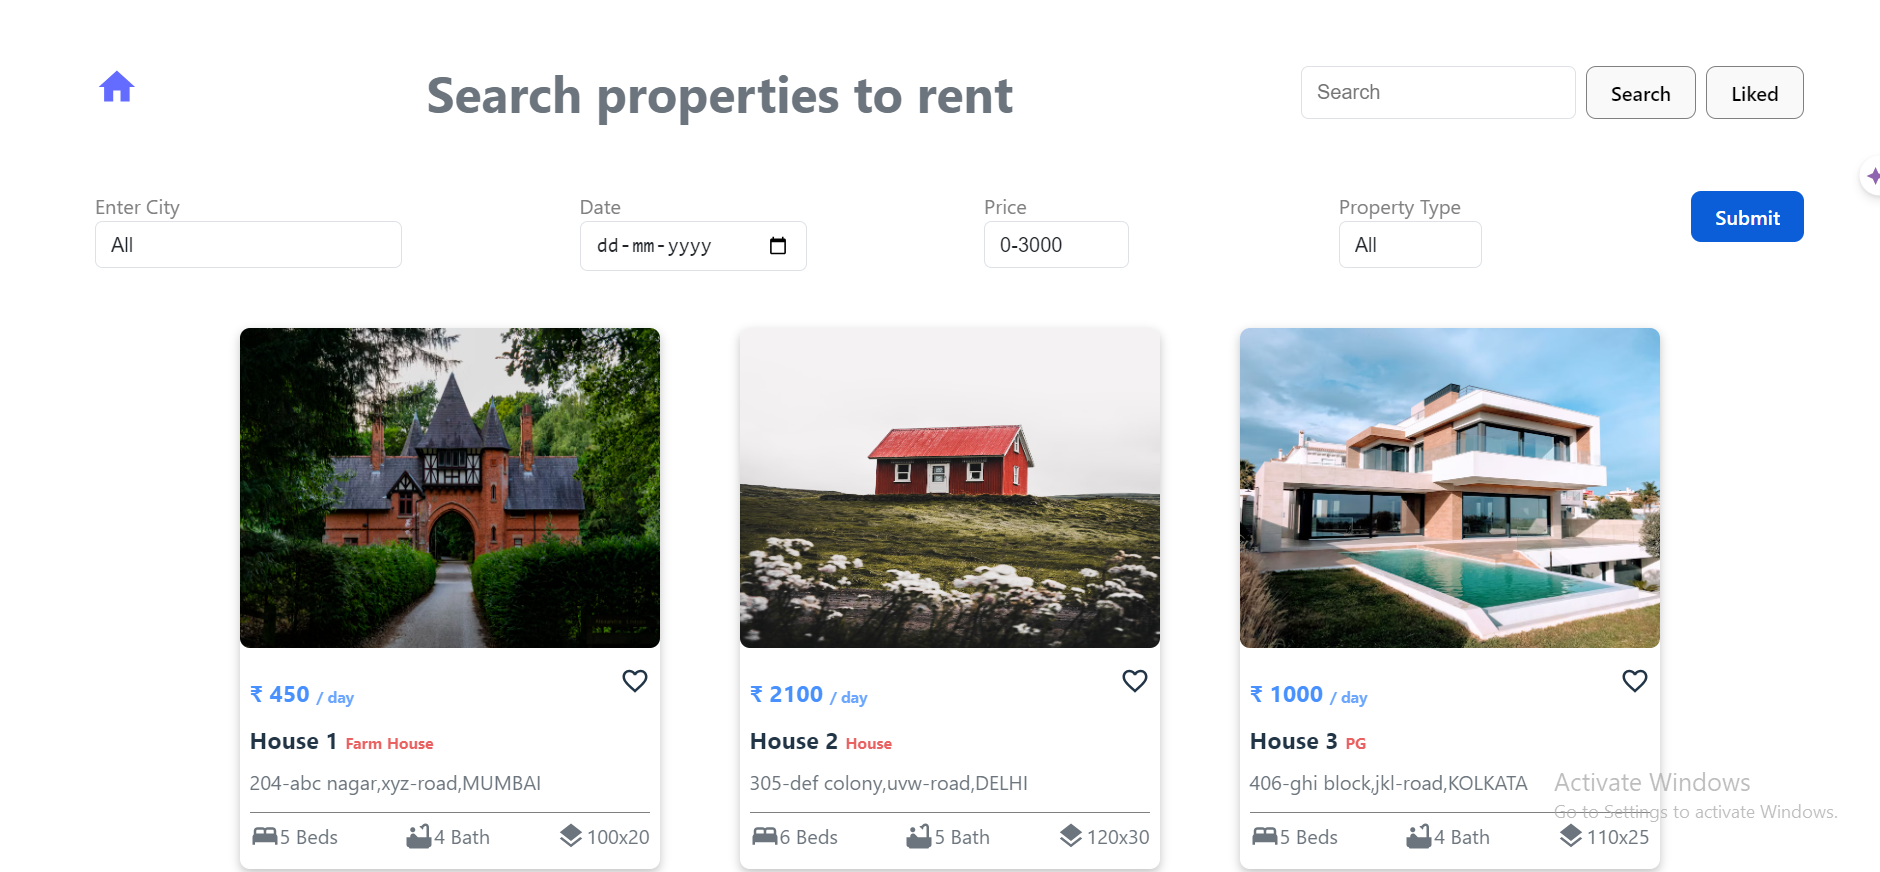 Search properties to rent
Search
Search
Liked
Enter City
All
Date
dd-mm-yyyy
Price
0-3000
Property Type
All
Submit
₹ 450 / day
House 1 Farm House
204-abc nagar,xyz-road,MUMBAI
5 Beds 4 Bath 100x20
₹ 2100 / day
House 2 House
305-def colony,uvw-road,DELHI
6 Beds 5 Bath 120x30
₹ 1000 / day
House 3 PG
406-ghi block,jkl-road,KOLKATA
5 Beds 4 Bath 110x25
Activate Windows
Go to Settings to activate Windows.